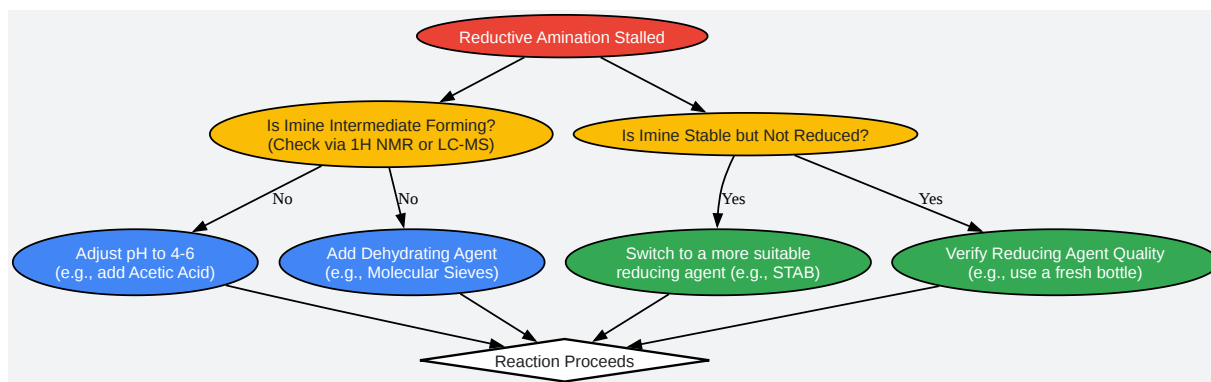 Reductive Amination Stalled
Is Imine Intermediate Forming?
(Check via 1H NMR or LC-MS)
Is Imine Stable but Not Reduced?
No
No
Yes
Yes
Adjust pH to 4-6
(e.g., add Acetic Acid)
Add Dehydrating Agent
(e.g., Molecular Sieves)
Switch to a more suitable
reducing agent (e.g., STAB)
Verify Reducing Agent Quality
(e.g., use a fresh bottle)
Reaction Proceeds